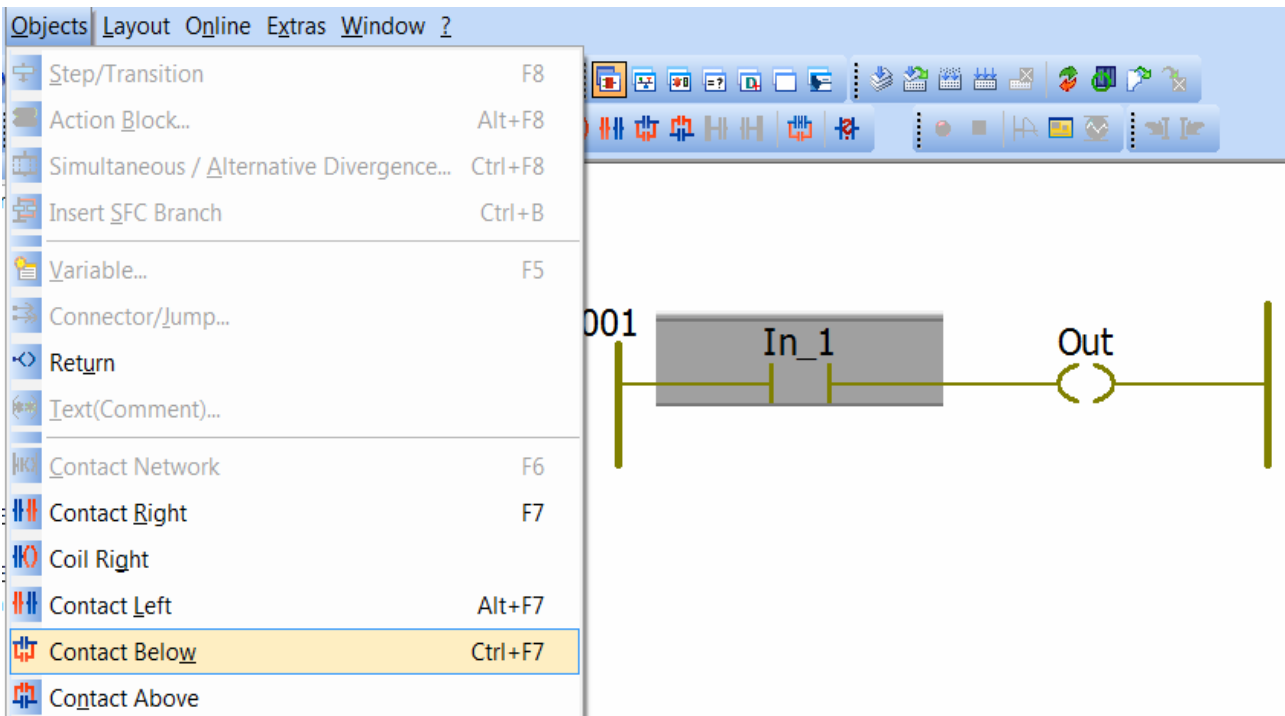 Objects Layout Online Extras Window ?
Step/Transition F8
Action Block... Alt+F8
Simultaneous / Alternative Divergence... Ctrl+F8
Insert SFC Branch Ctrl+B
Variable... F5
Connector/Jump...
Return
Text(Comment)...
Contact Network F6
Contact Right F7
Coil Right
Contact Left Alt+F7
Contact Below Ctrl+F7
Contact Above
001
In_1
Out